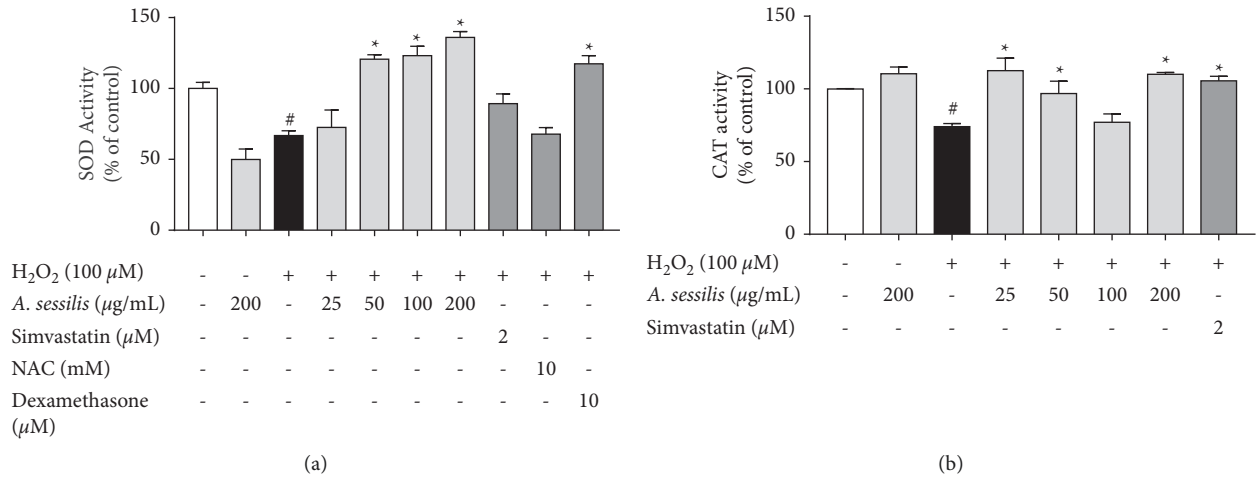 150
100
50
0
SOD Activity
(% of control)
#
*
*
*
*
H₂O₂ (100 μM) - - + + + + + + + +
A. sessilis (μg/mL) - 200 - 25 50 100 200 - - -
Simvastatin (μM) - - - - - - - 2 - -
NAC (mM) - - - - - - - - 10 -
Dexamethasone - - - - - - - - - 10
(μM)
(a)
150
100
50
0
CAT activity
(% of control)
#
*
*
*
*
H₂O₂ (100 μM) - - + + + + + +
A. sessilis (μg/mL) - 200 - 25 50 100 200 -
Simvastatin (μM) - - - - - - - 2
(b)